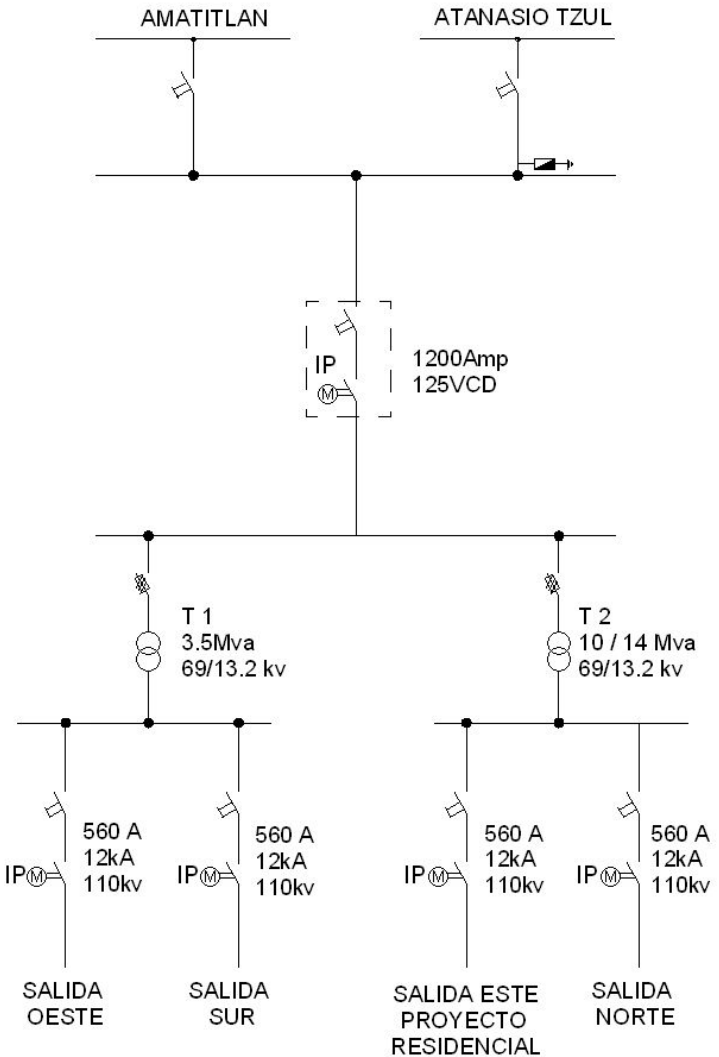 AMATITLAN
ATANASIO TZUL
IP
M
1200Amp
125VCD
T 1
3.5Mva
69/13.2 kv
T 2
10 / 14 Mva
69/13.2 kv
560 A
12kA
110kv
IP M
560 A
12kA
110kv
IP M
560 A
12kA
110kv
IP M
560 A
12kA
110kv
IP M
SALIDA
OESTE
SALIDA
SUR
SALIDA ESTE
PROYECTO
RESIDENCIAL
SALIDA
NORTE